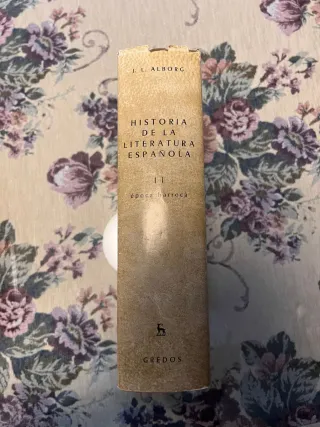 J. L. ALBORG
HISTORIA
DE LA
LITERATURA
ESPAÑOLA
II
época barroca
GREDOS